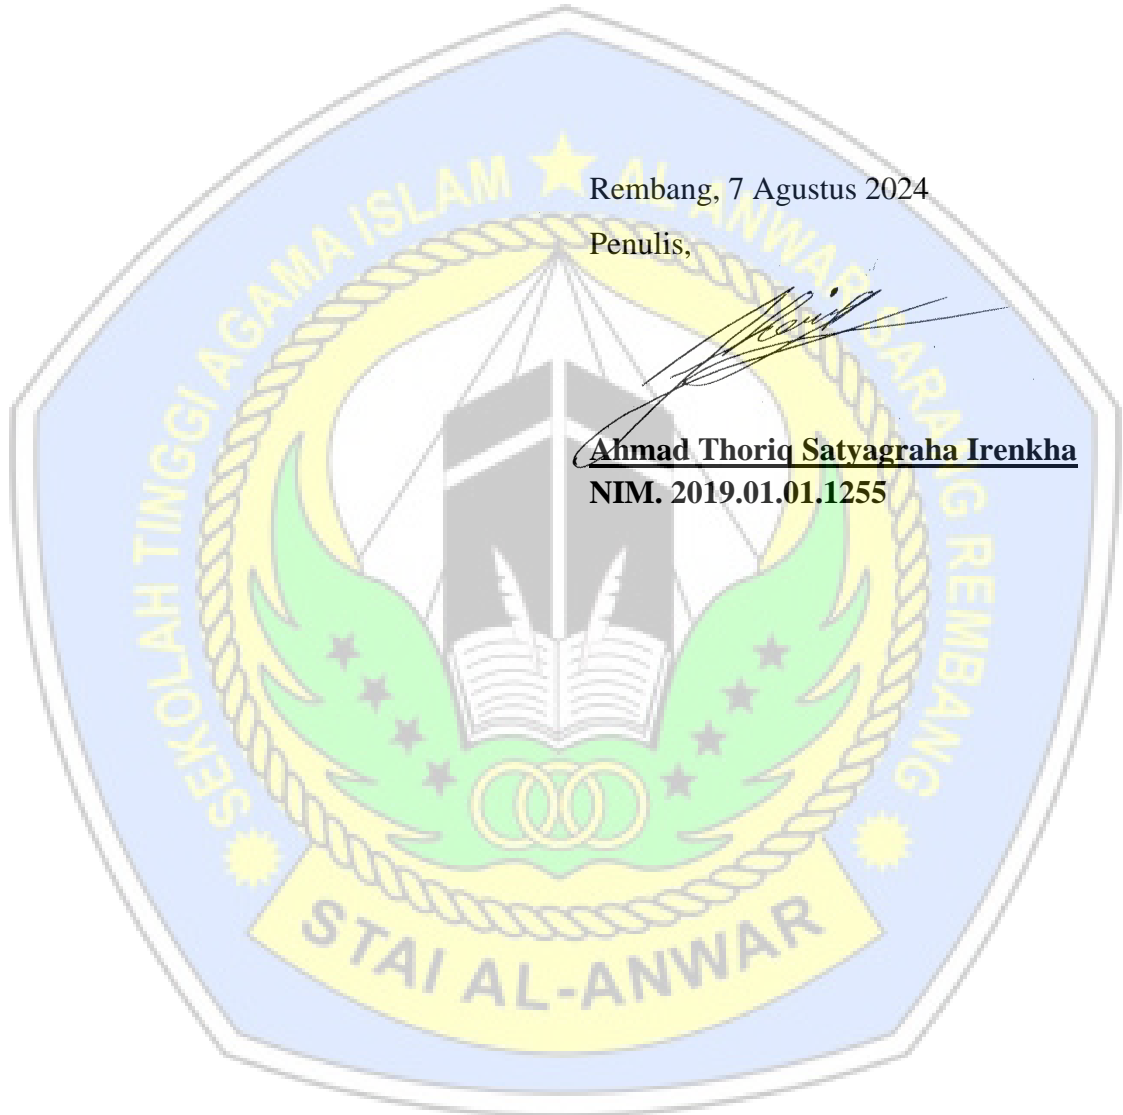 SEKOLAH TINGGI AGAMA ISLAM ★ AL-ANWAR SARANG REMBANG
Rembang, 7 Agustus 2024
Penulis,
Ahmad Thoriq Satyagraha Irenkha
NIM. 2019.01.01.1255
STAI AL-ANWAR